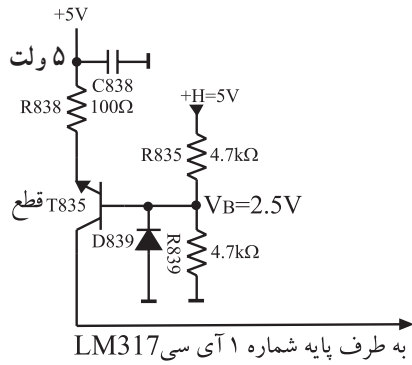 +5V
۵ ولت
C838
R838 100Ω
+H=5V
R835 4.7kΩ
قطع T835
VB=2.5V
D839 R839 4.7kΩ
به طرف پایه شماره ۱ آی سی LM317